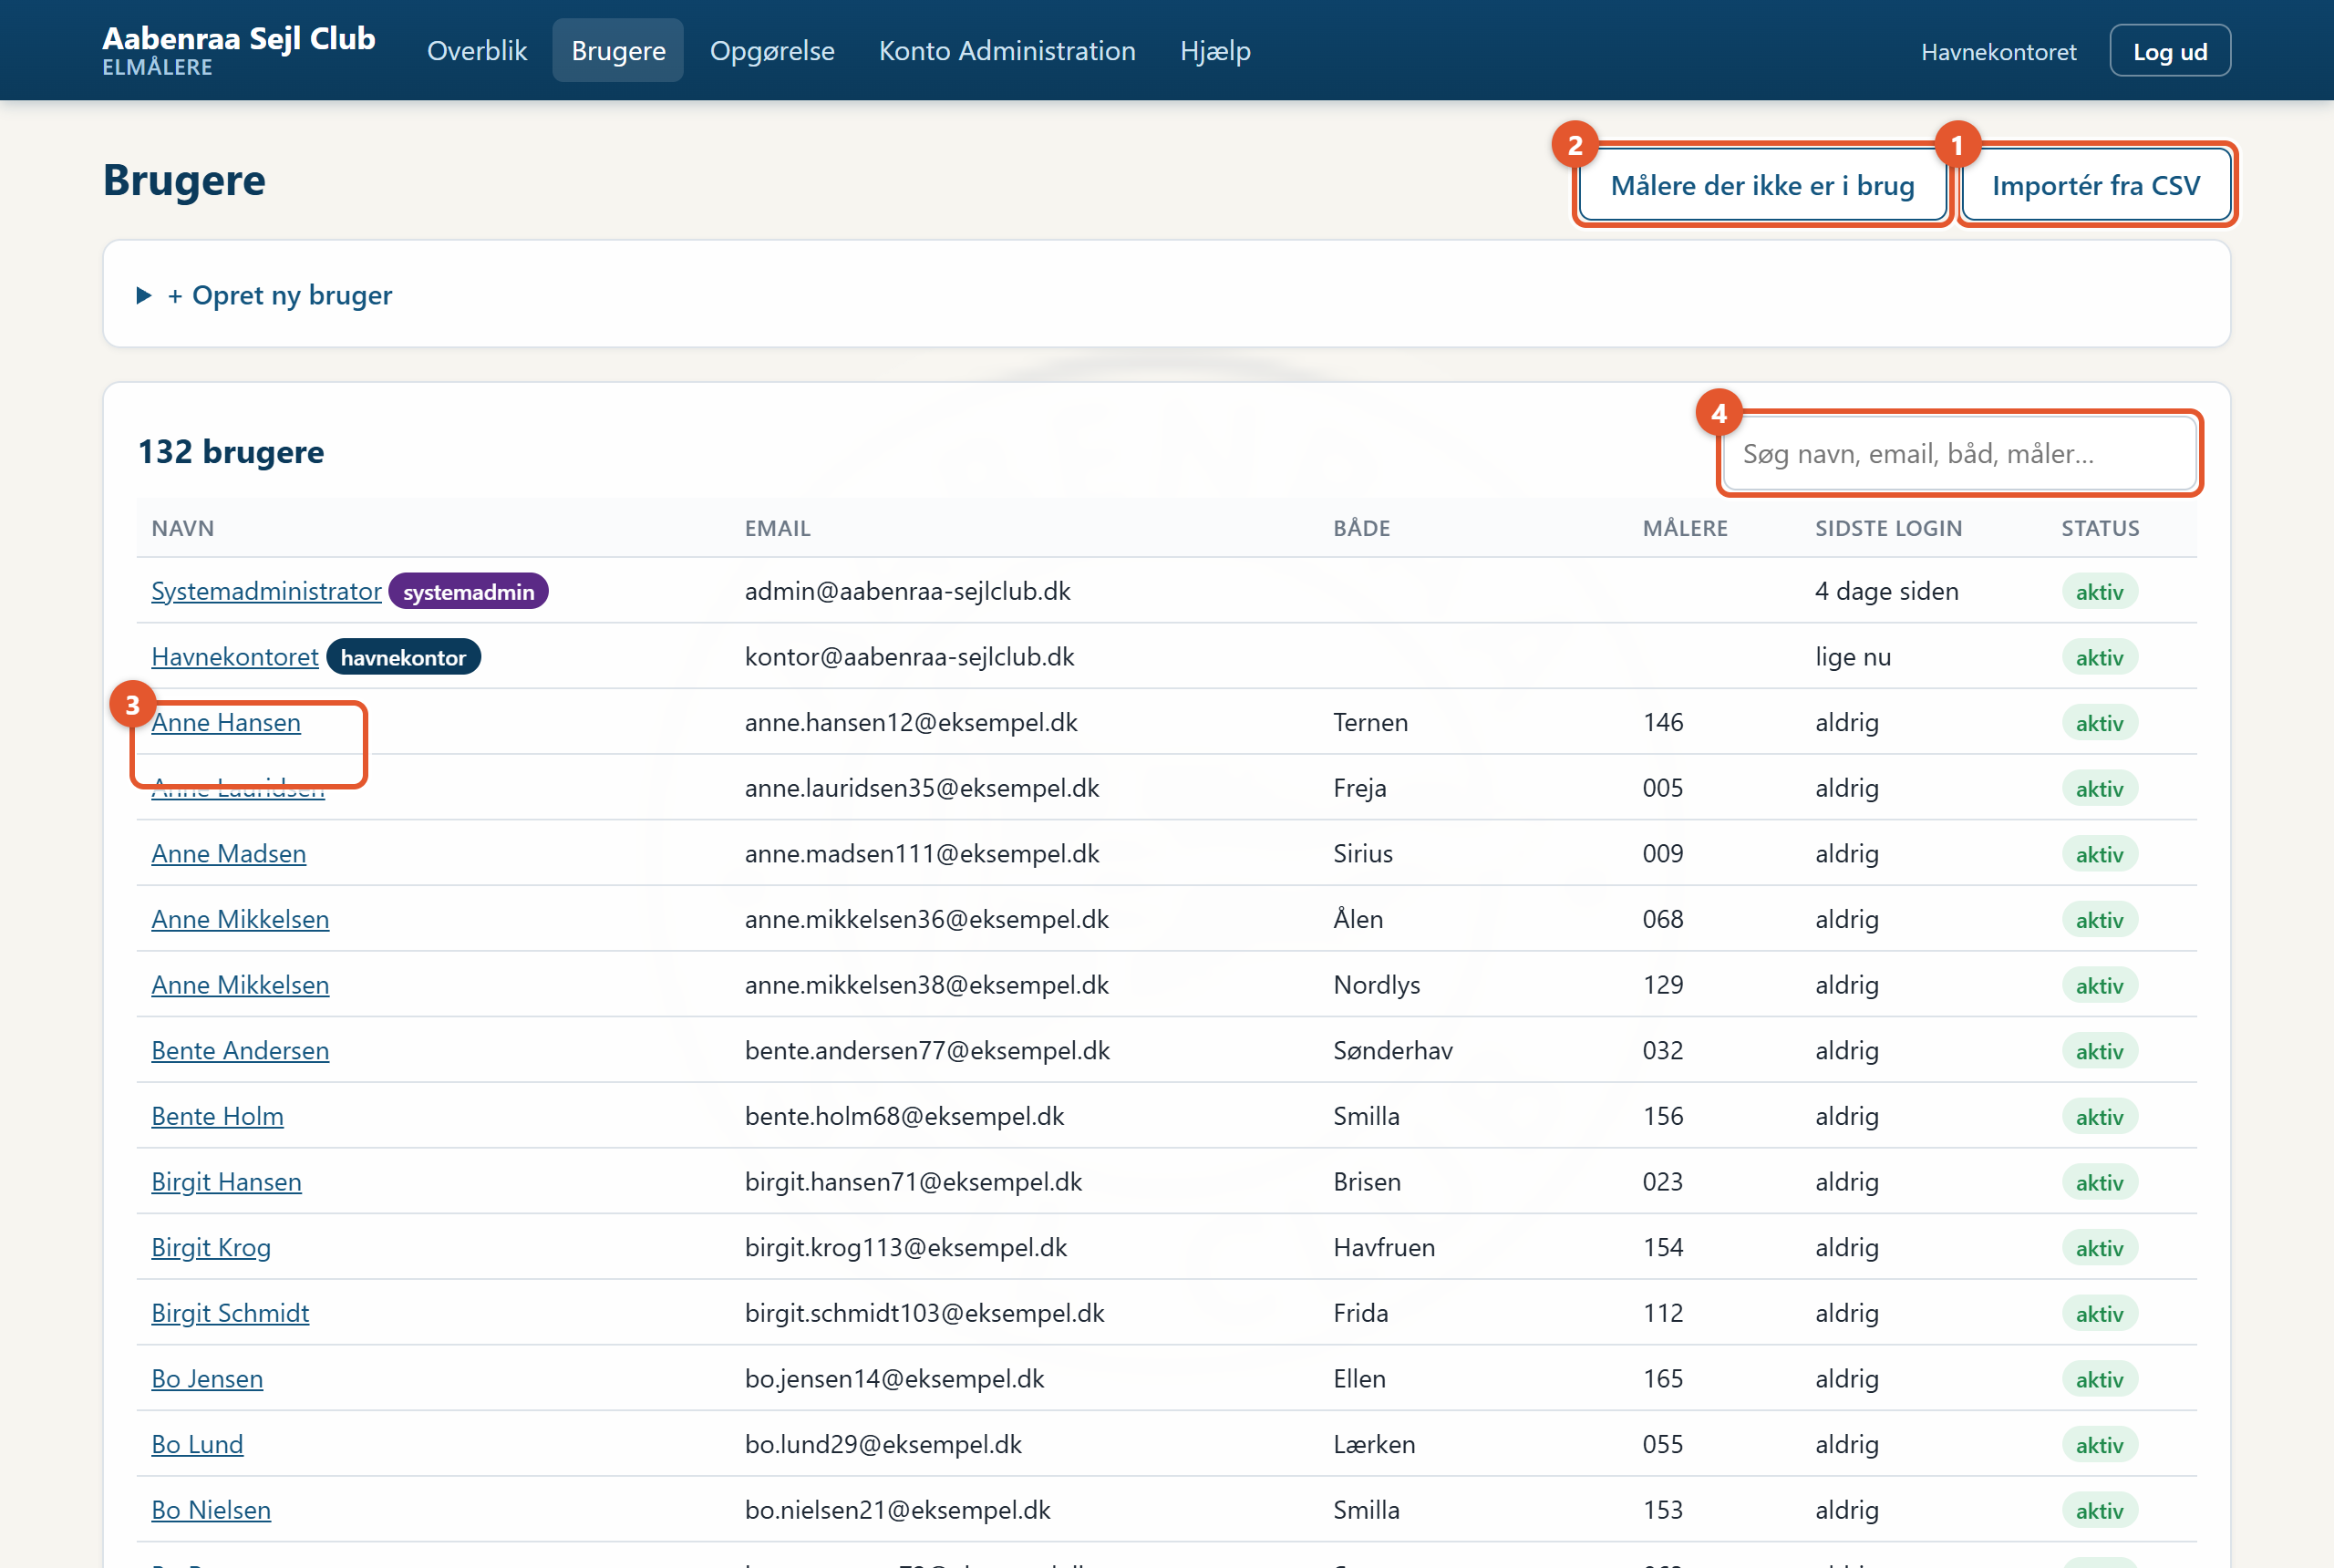 Aabenraa Sejl Club
ELMÅLERE
Overblik Brugere Opgørelse Konto Administration Hjælp Havnekontoret Log ud
Brugere
2 Målere der ikke er i brug 1 Importér fra CSV
+ Opret ny bruger
132 brugere
4 Søg navn, email, båd, måler...
NAVN EMAIL BÅDE MÅLERE SIDSTE LOGIN STATUS
Systemadministrator systemadmin admin@aabenraa-sejlclub.dk 4 dage siden aktiv
Havnekontoret havnekontor kontor@aabenraa-sejlclub.dk lige nu aktiv
3 Anne Hansen anne.hansen12@eksempel.dk Ternen 146 aldrig aktiv
Anne Lauridsen anne.lauridsen35@eksempel.dk Freja 005 aldrig aktiv
Anne Madsen anne.madsen111@eksempel.dk Sirius 009 aldrig aktiv
Anne Mikkelsen anne.mikkelsen36@eksempel.dk Ålen 068 aldrig aktiv
Anne Mikkelsen anne.mikkelsen38@eksempel.dk Nordlys 129 aldrig aktiv
Bente Andersen bente.andersen77@eksempel.dk Sønderhav 032 aldrig aktiv
Bente Holm bente.holm68@eksempel.dk Smilla 156 aldrig aktiv
Birgit Hansen birgit.hansen71@eksempel.dk Brisen 023 aldrig aktiv
Birgit Krog birgit.krog113@eksempel.dk Havfruen 154 aldrig aktiv
Birgit Schmidt birgit.schmidt103@eksempel.dk Frida 112 aldrig aktiv
Bo Jensen bo.jensen14@eksempel.dk Ellen 165 aldrig aktiv
Bo Lund bo.lund29@eksempel.dk Lærken 055 aldrig aktiv
Bo Nielsen bo.nielsen21@eksempel.dk Smilla 153 aldrig aktiv